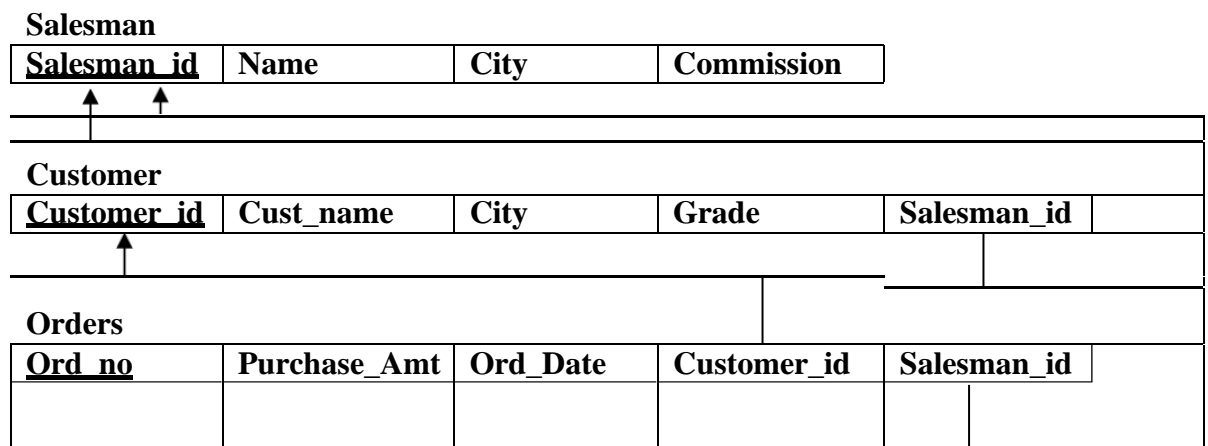 Salesman
Salesman_id Name City Commission
Customer
Customer_id Cust_name City Grade Salesman_id
Orders
Ord_no Purchase_Amt Ord_Date Customer_id Salesman_id